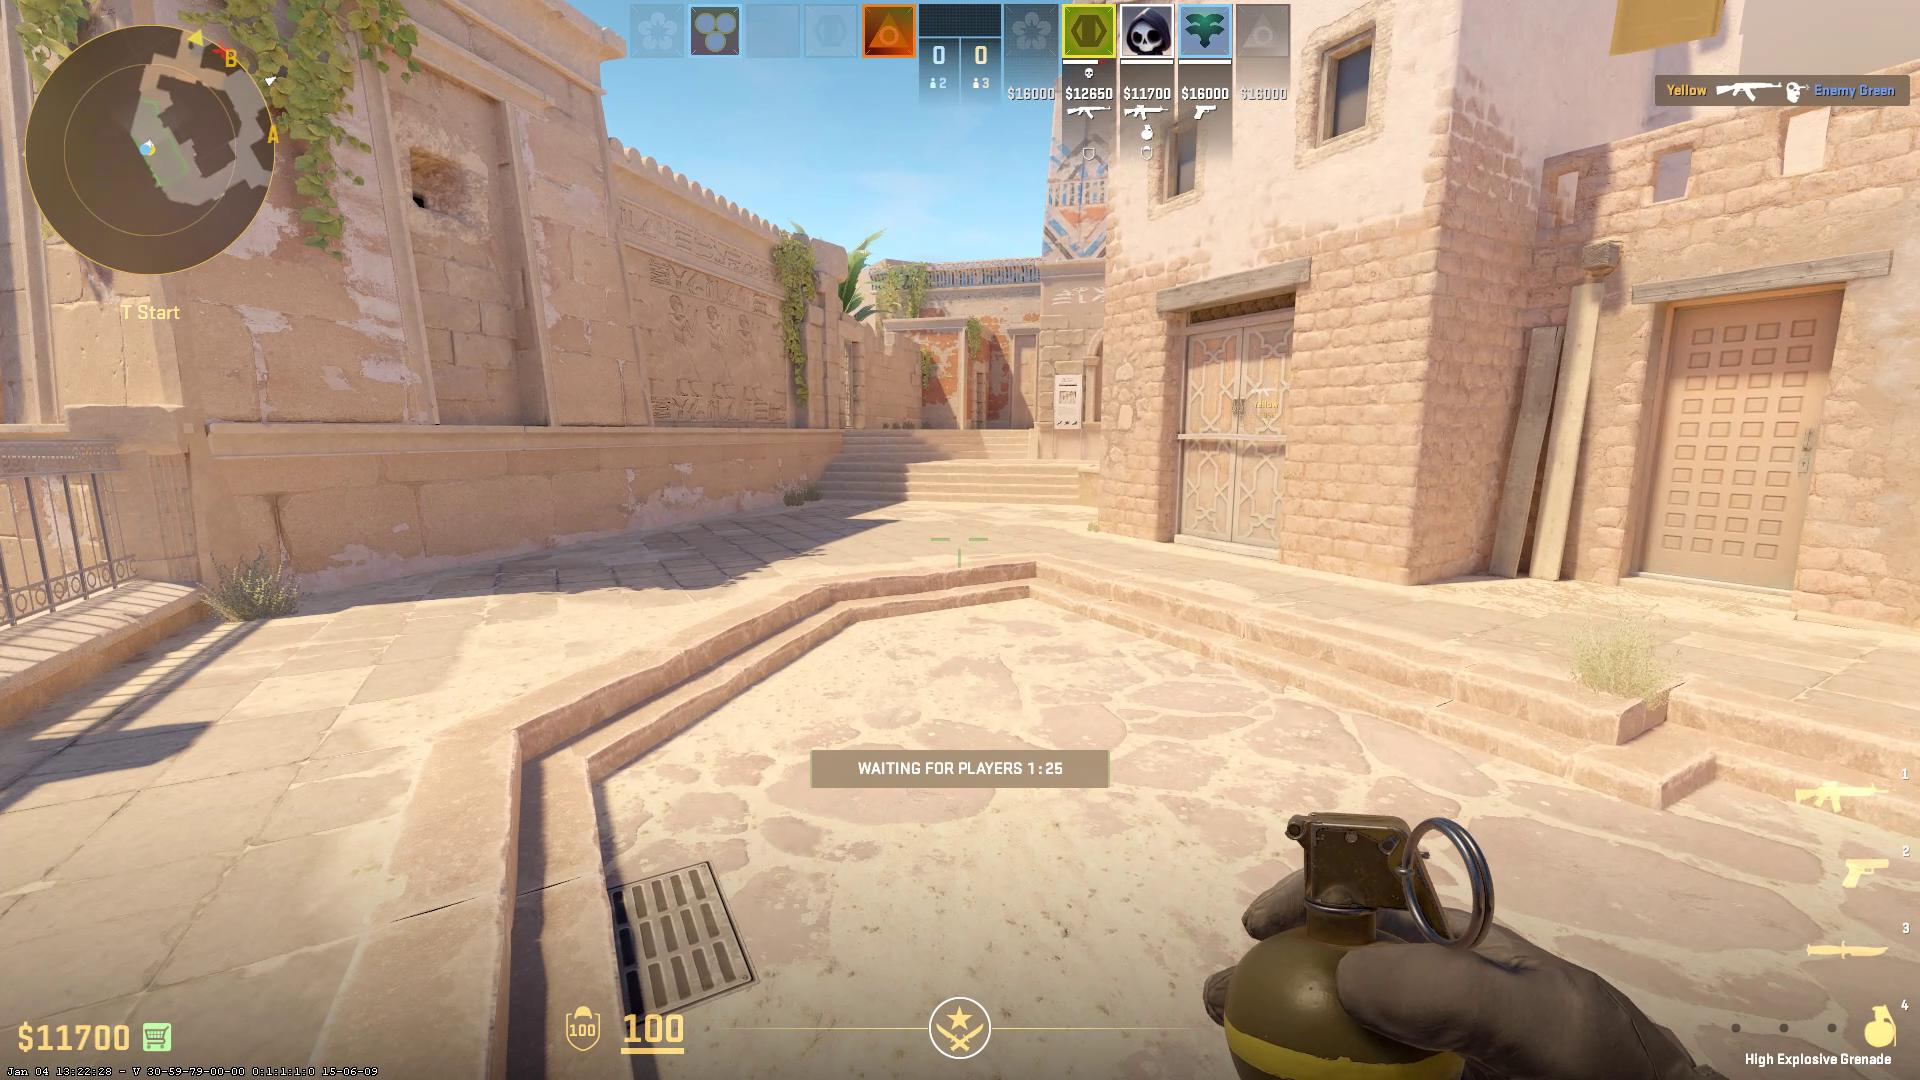 B
A
T Start
0 0
2 3
$16000 $12650 $11700 $16000 $16000
Yellow Enemy Green
Yellow
WAITING FOR PLAYERS 1:25
1
2
3
4
$11700
100 100
High Explosive Grenade
Jan 04 13:22:28 - V 30-59-79-00-00 0:1:1:1:0 15-06-09